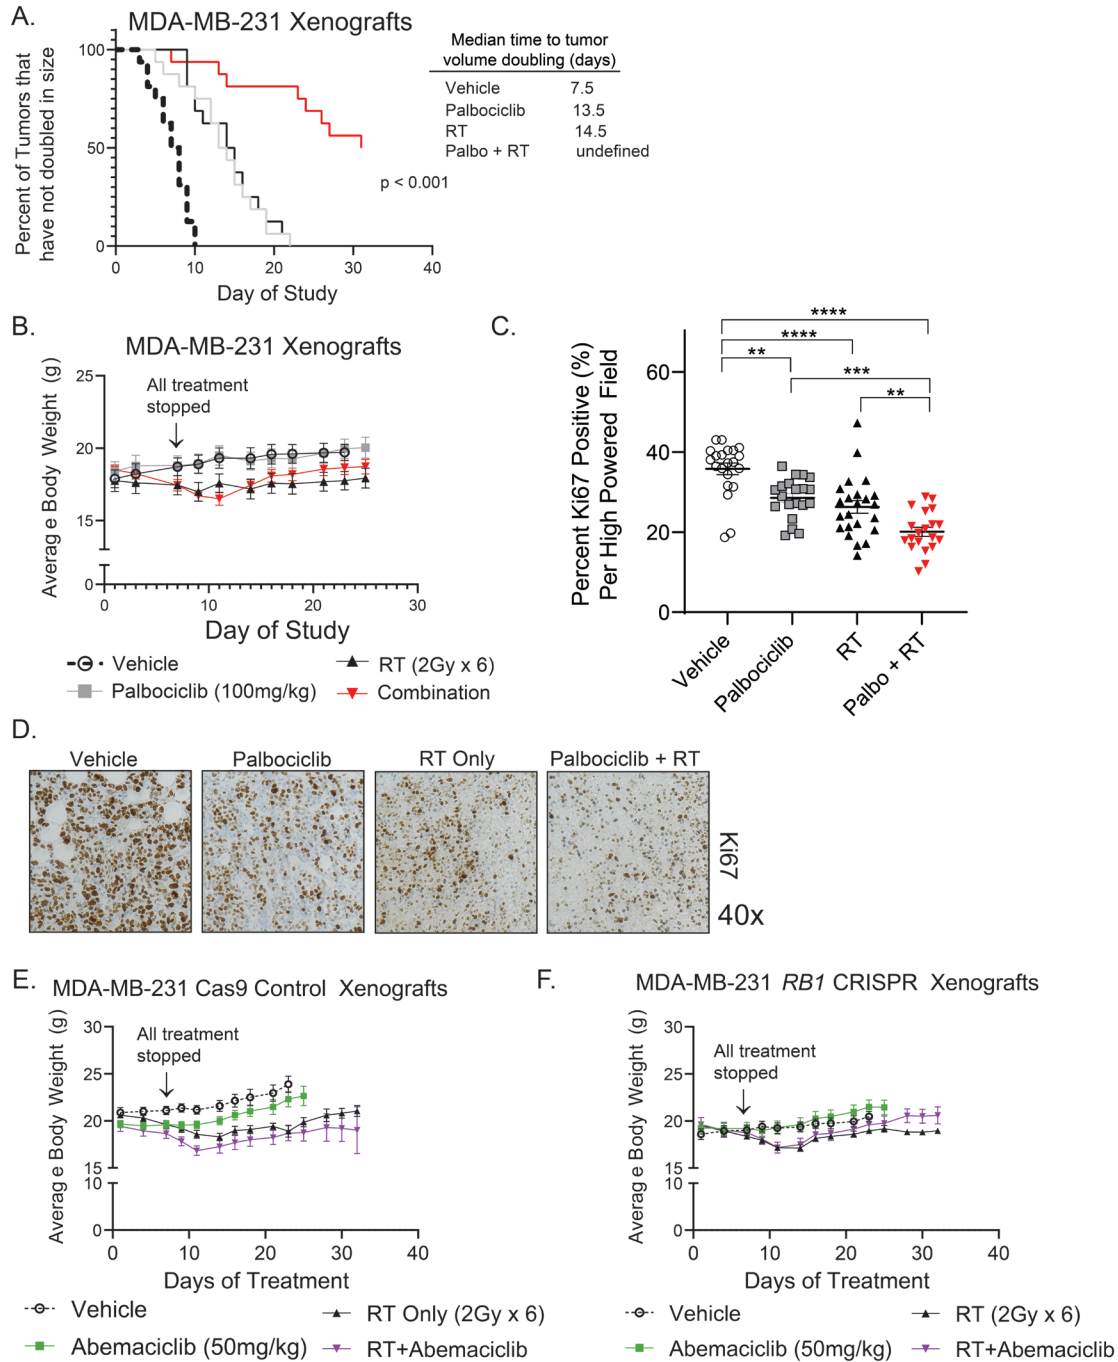 A.
MDA-MB-231 Xenografts
Percent of Tumors that
have not doubled in size
100
50
0
0 10 20 30 40
Day of Study
p < 0.001
Median time to tumor
volume doubling (days)
Vehicle 7.5
Palbociclib 13.5
RT 14.5
Palbo + RT undefined
B.
MDA-MB-231 Xenografts
Averag e Body Weight (g)
25
20
15
0
All treatment
stopped
0 10 20 30
Day of Study
Vehicle
RT (2Gy x 6)
Palbociclib (100mg/kg)
Combination
C.
Percent Ki67 Positive (%)
Per High Powered Field
60
40
20
0
****
****
**
***
**
Vehicle
Palbociclib
RT
Palbo + RT
D.
Vehicle
Palbociclib
RT Only
Palbociclib + RT
Ki67
40x
E.
MDA-MB-231 Cas9 Control Xenografts
Averag e Body Weight (g)
30
25
20
15
10
0
All treatment
stopped
0 10 20 30 40
Days of Treatment
Vehicle
RT Only (2Gy x 6)
Abemaciclib (50mg/kg)
RT+Abemaciclib
F.
MDA-MB-231 RB1 CRISPR Xenografts
Averag e Body Weight (g)
30
25
20
15
10
0
All treatment
stopped
0 10 20 30 40
Days of Treatment
Vehicle
RT (2Gy x 6)
Abemaciclib (50mg/kg)
RT+Abemaciclib